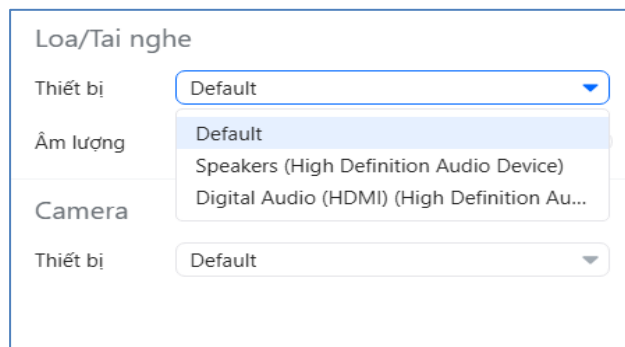 Loa/Tai nghe
Thiết bị Default
Default
Âm lượng
Speakers (High Definition Audio Device)
Digital Audio (HDMI) (High Definition Au...
Camera
Thiết bị Default